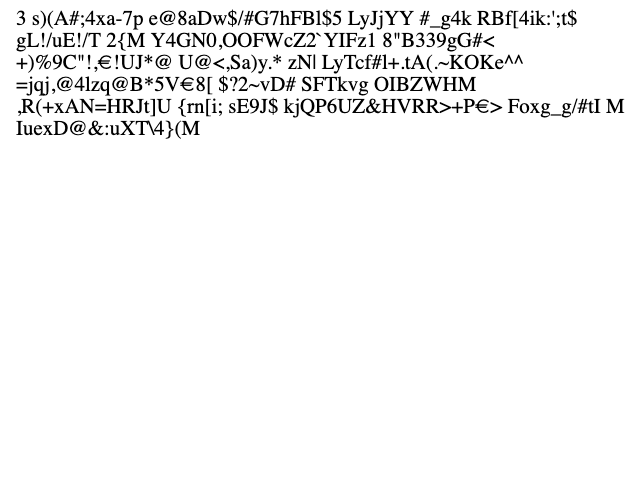 3 s)(A#;4xa-7p e@8aDw$/#G7hFBl$5 LyJjYY #_g4k RBf[4ik:';t$
gL!/uE!/T 2{M Y4GN0,OOFWcZ2`YIFz1 8"B339gG#<
+)%9C"!,€!UJ*@ U@<,Sa)y.* zN| LyTcf#l+.tA(.~KOKe^^
=jqj,@4lzq@B*5V€8[ $?2~vD# SFTkvg OIBZWHM
,R(+xAN=HRJt]U {rn[i; sE9J$ kjQP6UZ&HVRR>+P€> Foxg_g/#tI M
IuexD@&:uXT\4}(M